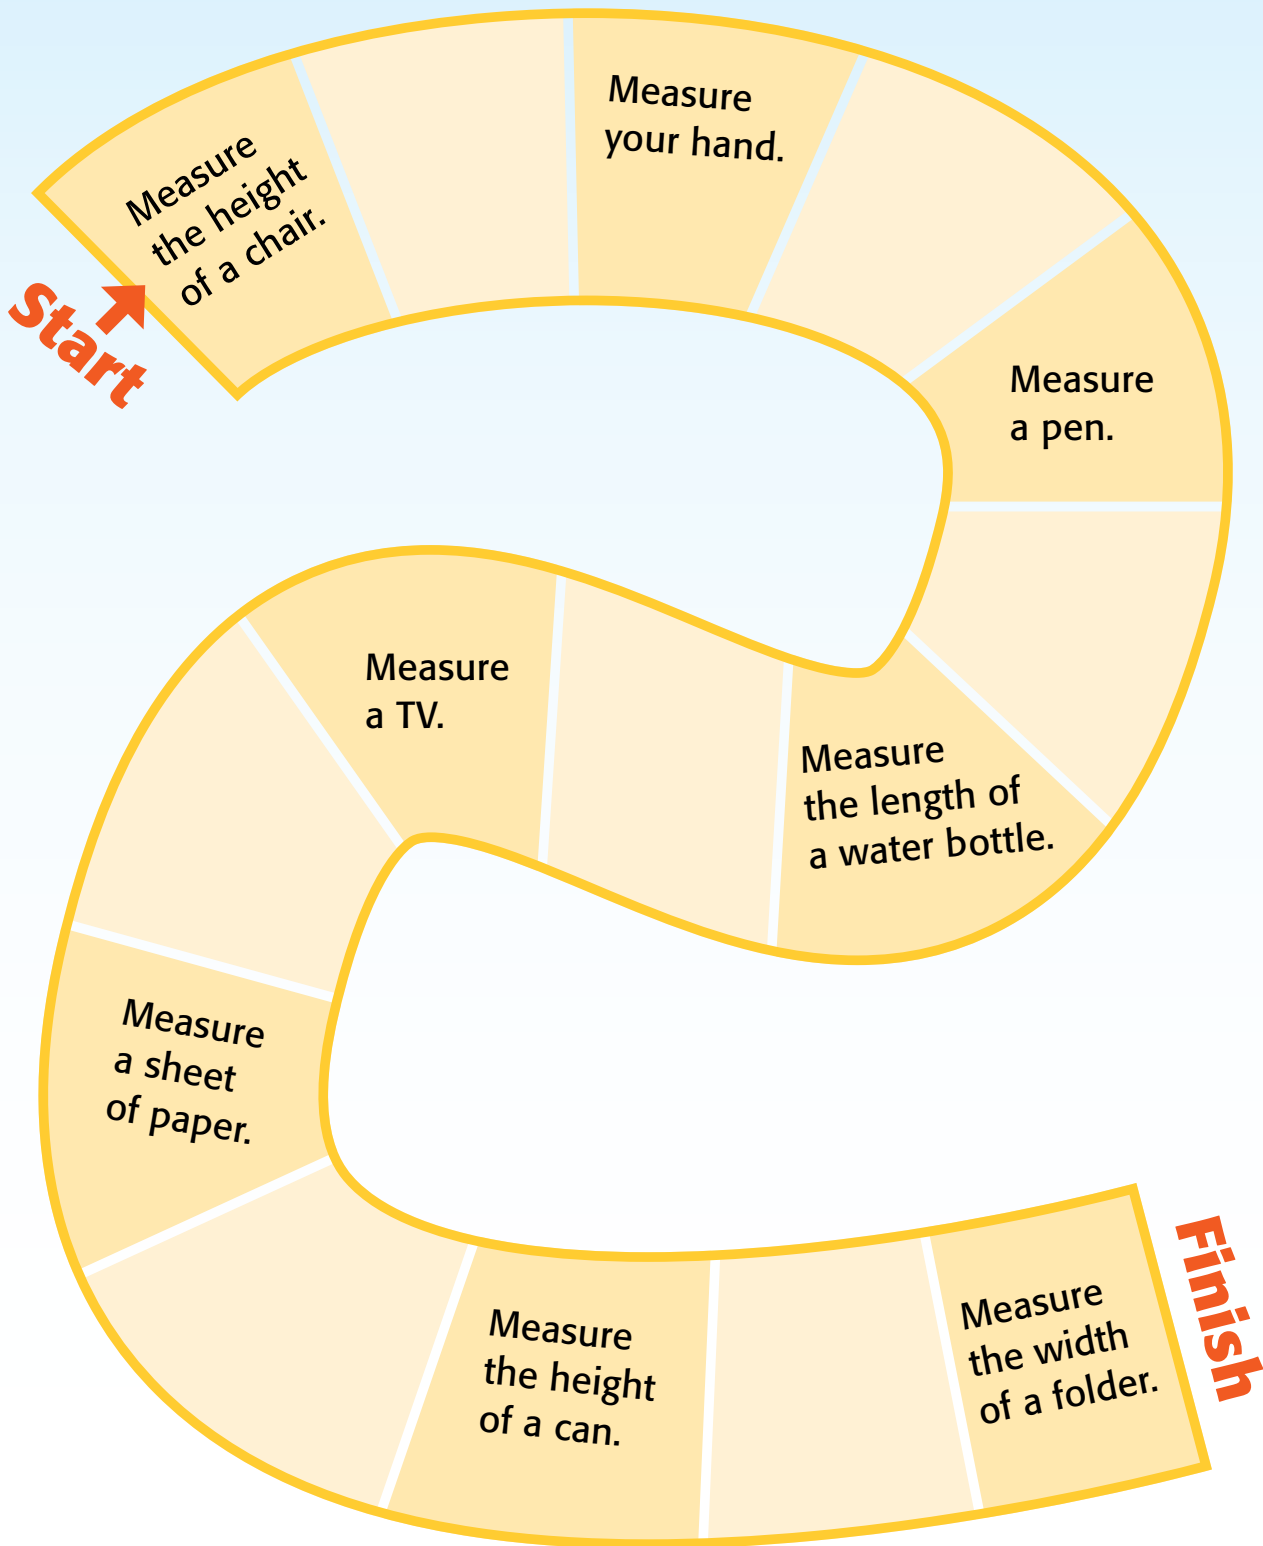 Start
Measure
the height
of a chair.
Measure
your hand.
Measure
a pen.
Measure
the length of
a water bottle.
Measure
a TV.
Measure
a sheet
of paper.
Measure
the height
of a can.
Measure
the width
of a folder.
Finish